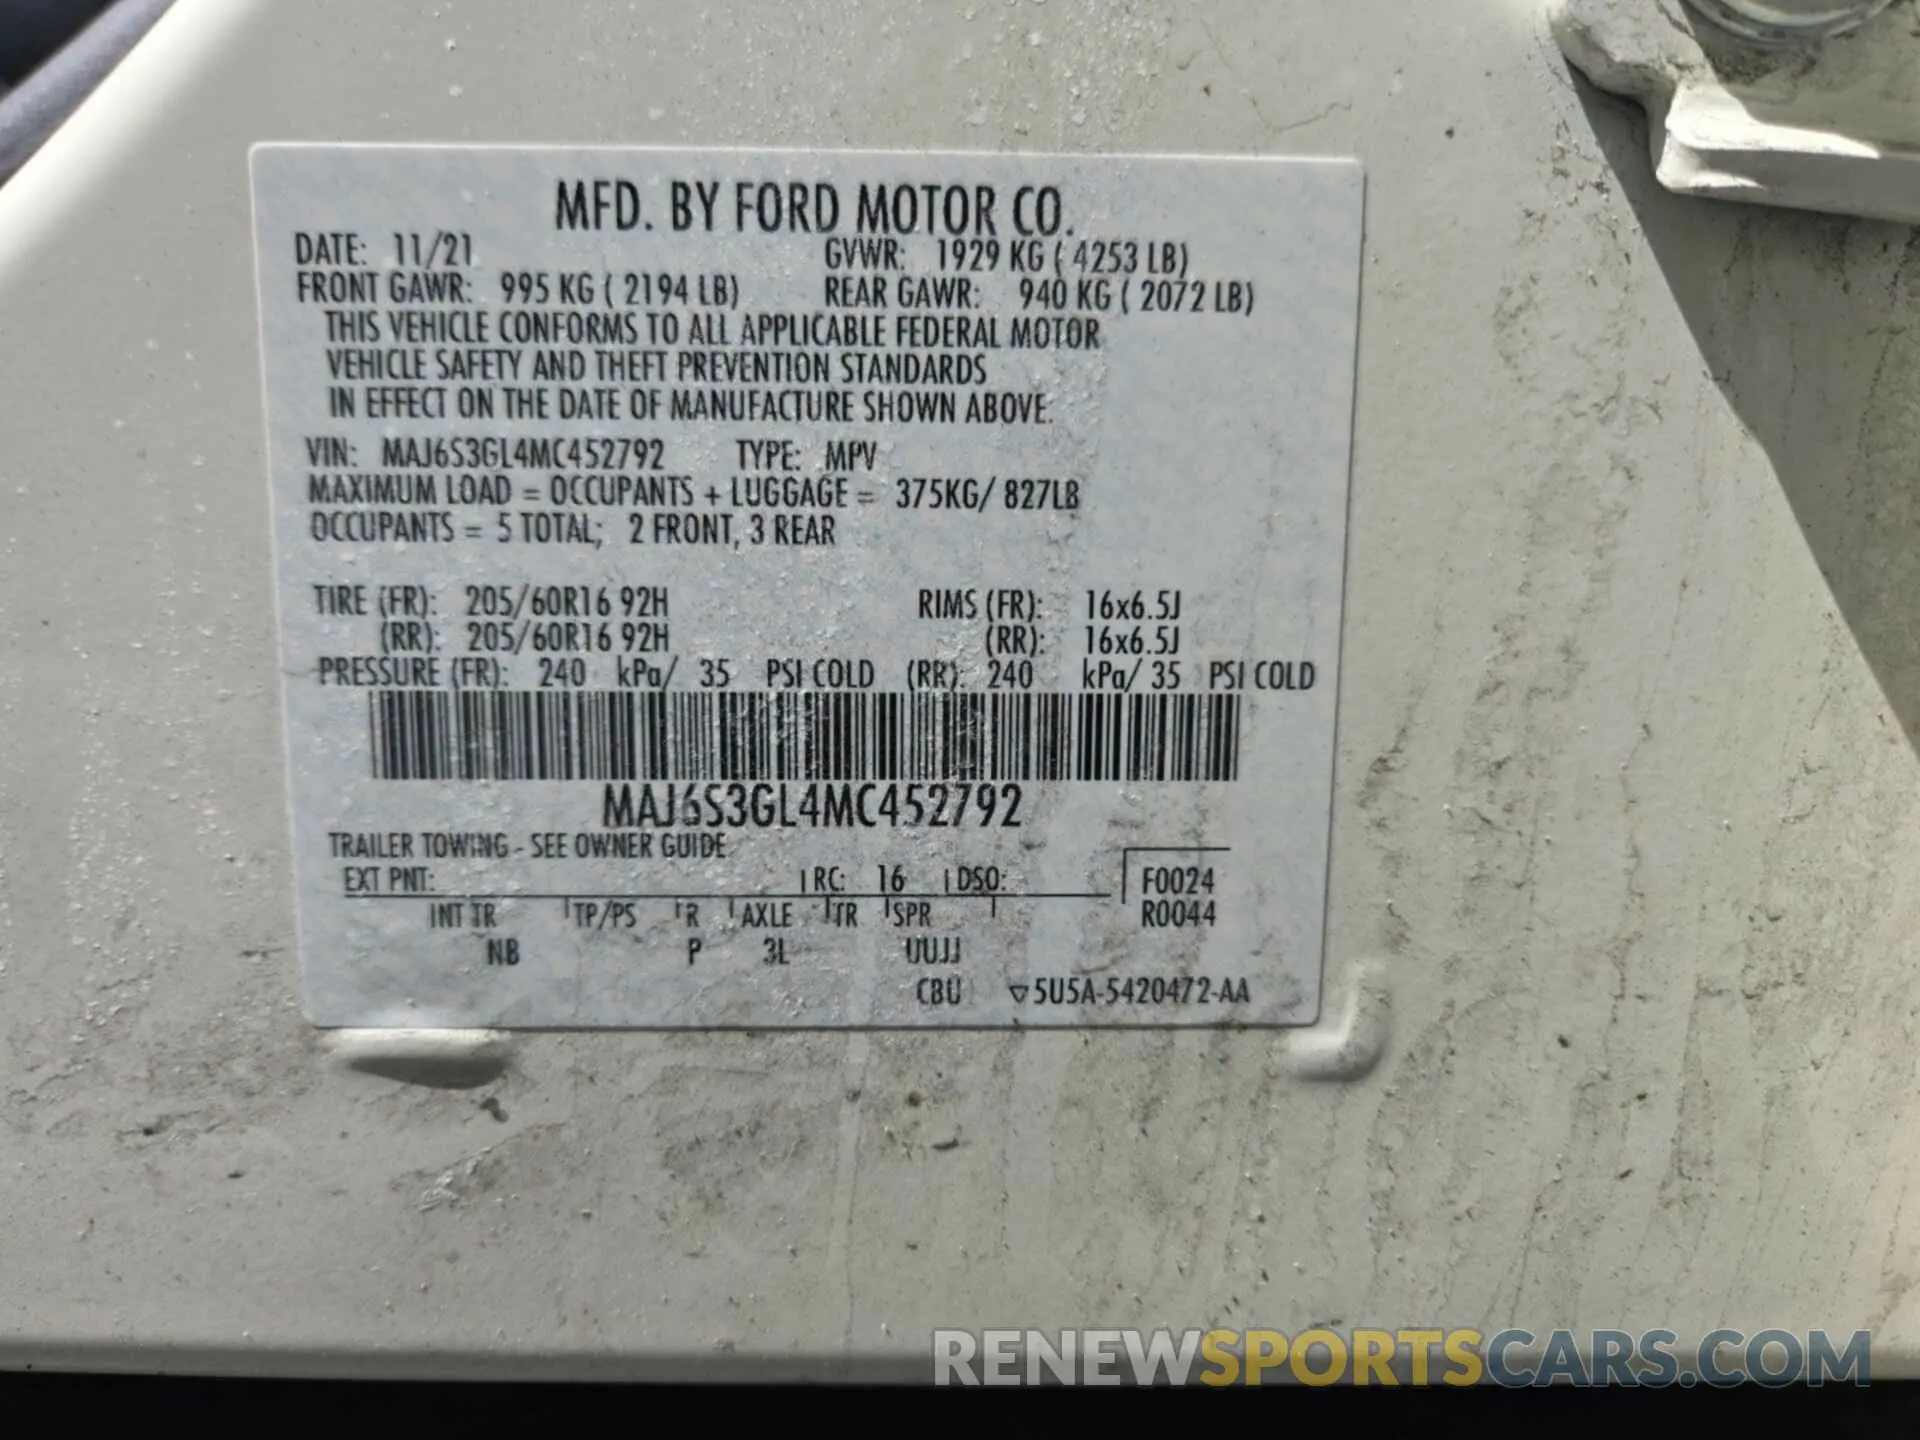 MFD. BY FORD MOTOR CO.
DATE: 11/21 GVWR: 1929 KG ( 4253 LB)
FRONT GAWR: 995 KG ( 2194 LB) REAR GAWR: 940 KG ( 2072 LB)
THIS VEHICLE CONFORMS TO ALL APPLICABLE FEDERAL MOTOR
VEHICLE SAFETY AND THEFT PREVENTION STANDARDS
IN EFFECT ON THE DATE OF MANUFACTURE SHOWN ABOVE.
VIN: MAJ6S3GL4MC452792 TYPE: MPV
MAXIMUM LOAD = OCCUPANTS + LUGGAGE = 375KG/ 827LB
OCCUPANTS = 5 TOTAL; 2 FRONT, 3 REAR
TIRE (FR): 205/60R16 92H RIMS (FR): 16x6.5J
(RR): 205/60R16 92H (RR): 16x6.5J
PRESSURE (FR): 240 kPa/ 35 PSI COLD (RR): 240 kPa/ 35 PSI COLD
MAJ6S3GL4MC452792
TRAILER TOWING - SEE OWNER GUIDE
EXT PNT: RC: 16 DSO: F0024
INT TR TP/PS R AXLE TR SPR R0044
NB P 3L UUJJ
CBU ▽5U5A-5420472-AA
RENEWSPORTSCARS.COM